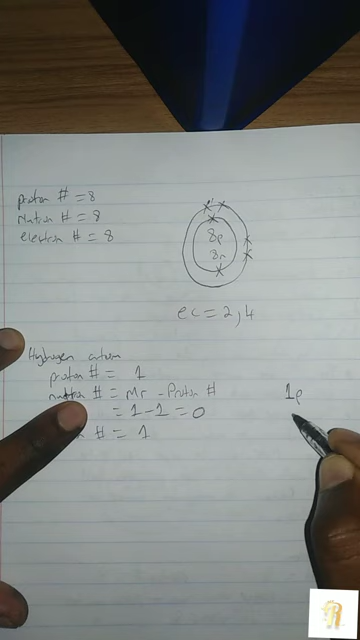 proton # = 8
nutron # = 8
electron # = 8
8p
8n
ec = 2,4
Hydrogen atom
proton # = 1
# = Mr - Proton #
= 1-1 = 0
# = 1
1p